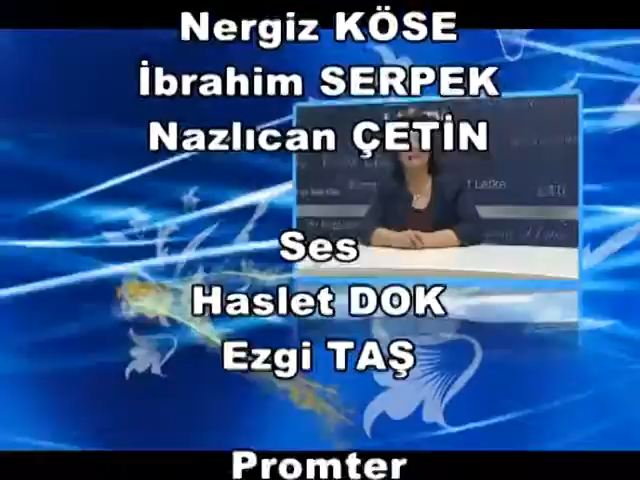 Nergiz KÖSE
İbrahim SERPEK
Nazlıcan ÇETİN
Ses
Haslet DOK
Ezgi TAŞ
Promter